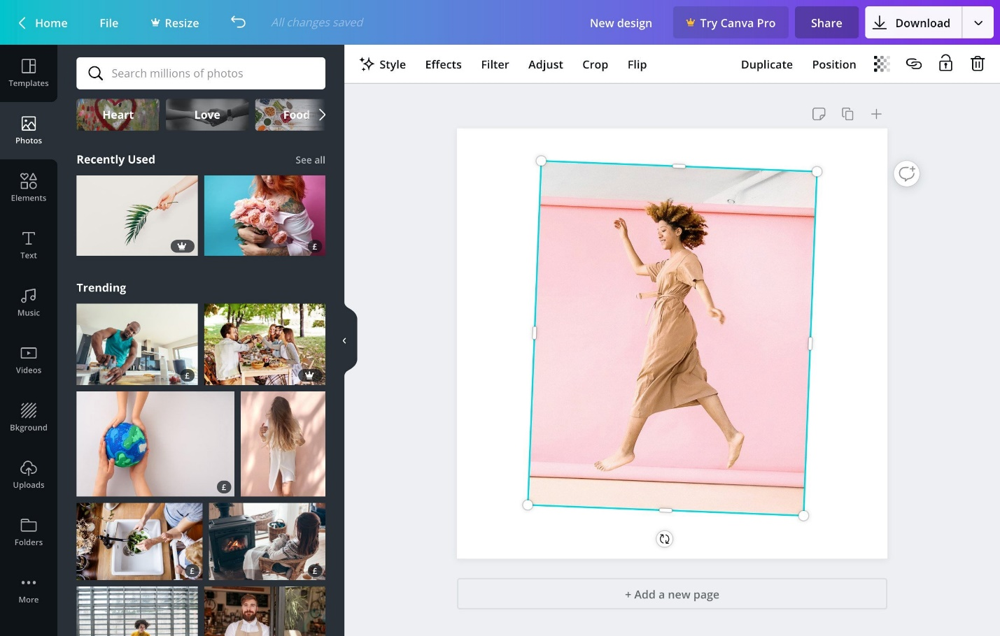 Home File Resize All changes saved New design Try Canva Pro Share Download
Templates
Photos
Elements
Text
Music
Videos
Bkground
Uploads
Folders
More
Search millions of photos
Heart Love Food
Recently Used See all
£
Trending
£
£
£ £
Style Effects Filter Adjust Crop Flip Duplicate Position
+ Add a new page